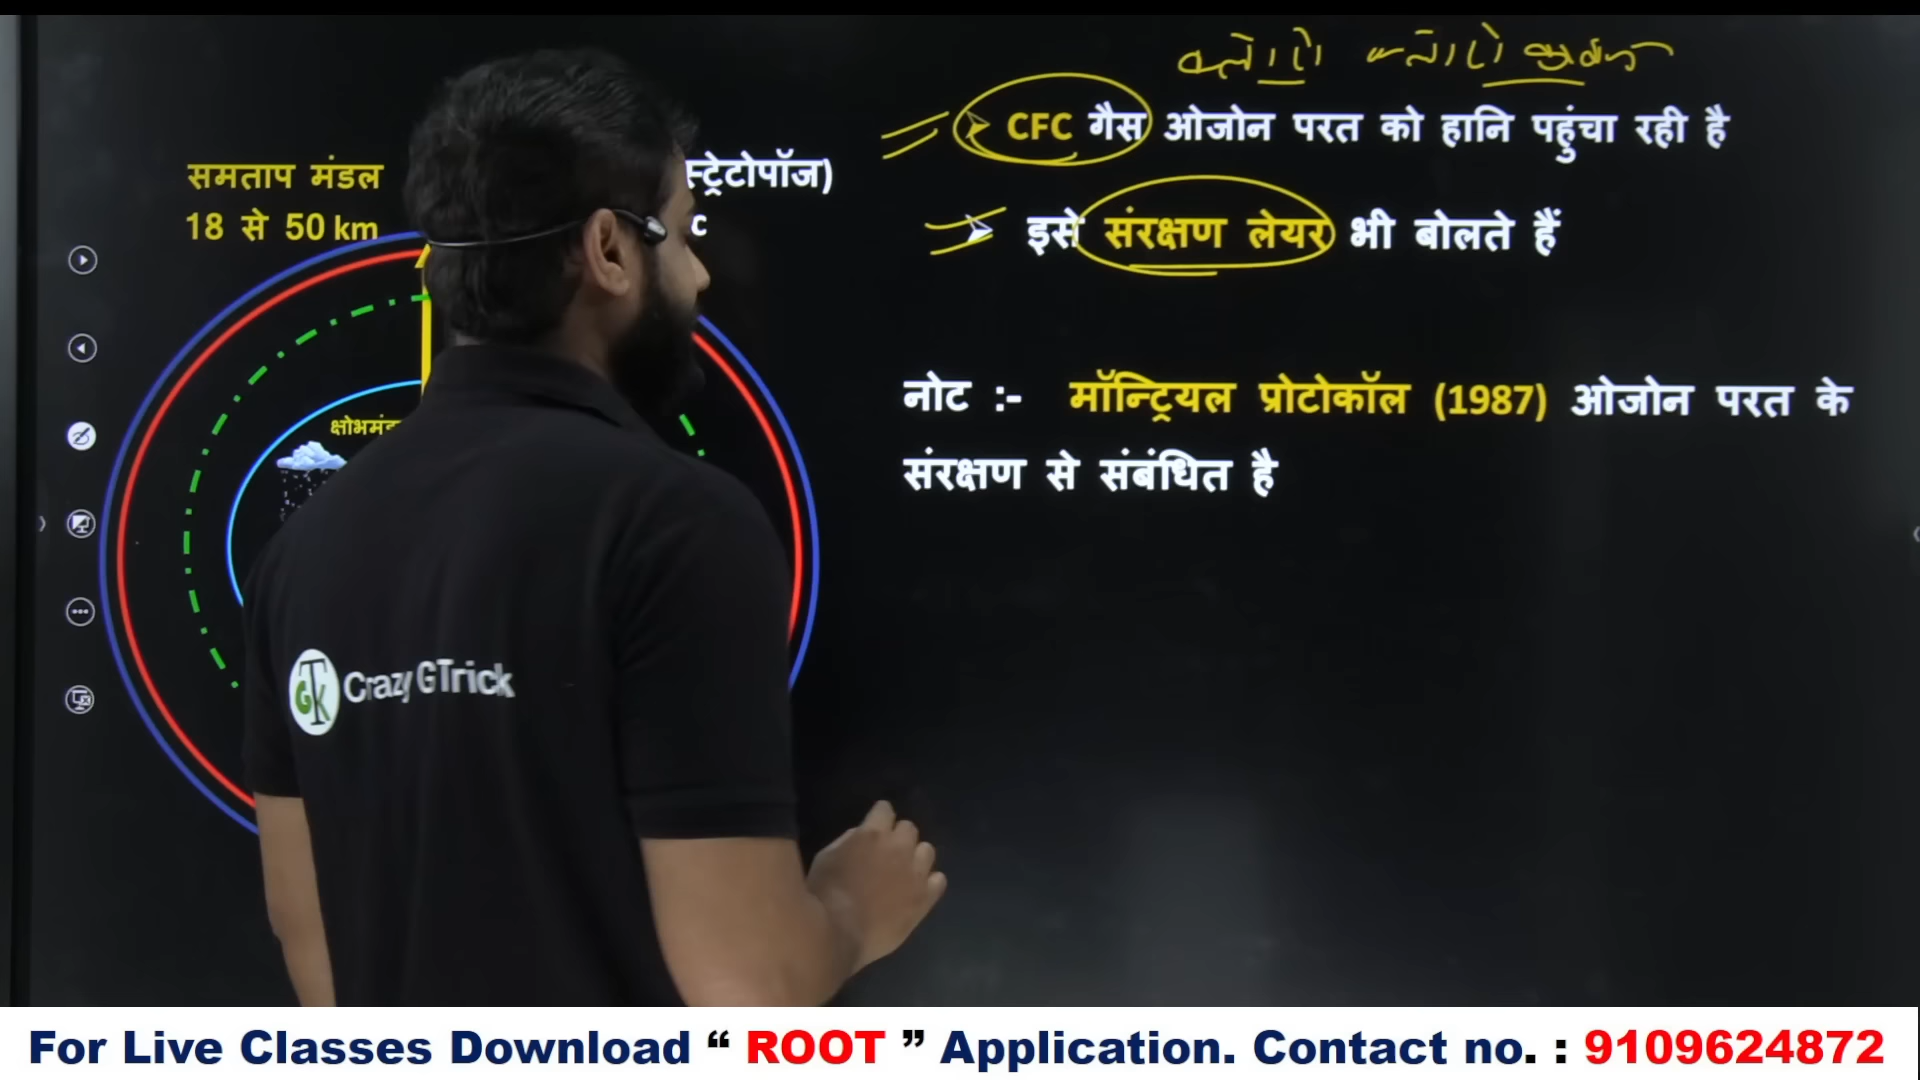 CFC गैस ओजोन परत को हानि पहुंचा रही है
समताप मंडल
18 से 50 km
स्ट्रेटोपॉज)
c
इसे संरक्षण लेयर भी बोलते हैं
नोट :- मॉन्ट्रियल प्रोटोकॉल (1987) ओजोन परत के
संरक्षण से संबंधित है
GTK Crazy GTrick
For Live Classes Download “ ROOT ” Application. Contact no. : 9109624872